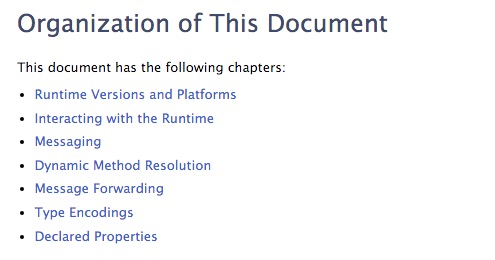 Organization of This Document
This document has the following chapters:
• Runtime Versions and Platforms
• Interacting with the Runtime
• Messaging
• Dynamic Method Resolution
• Message Forwarding
• Type Encodings
• Declared Properties